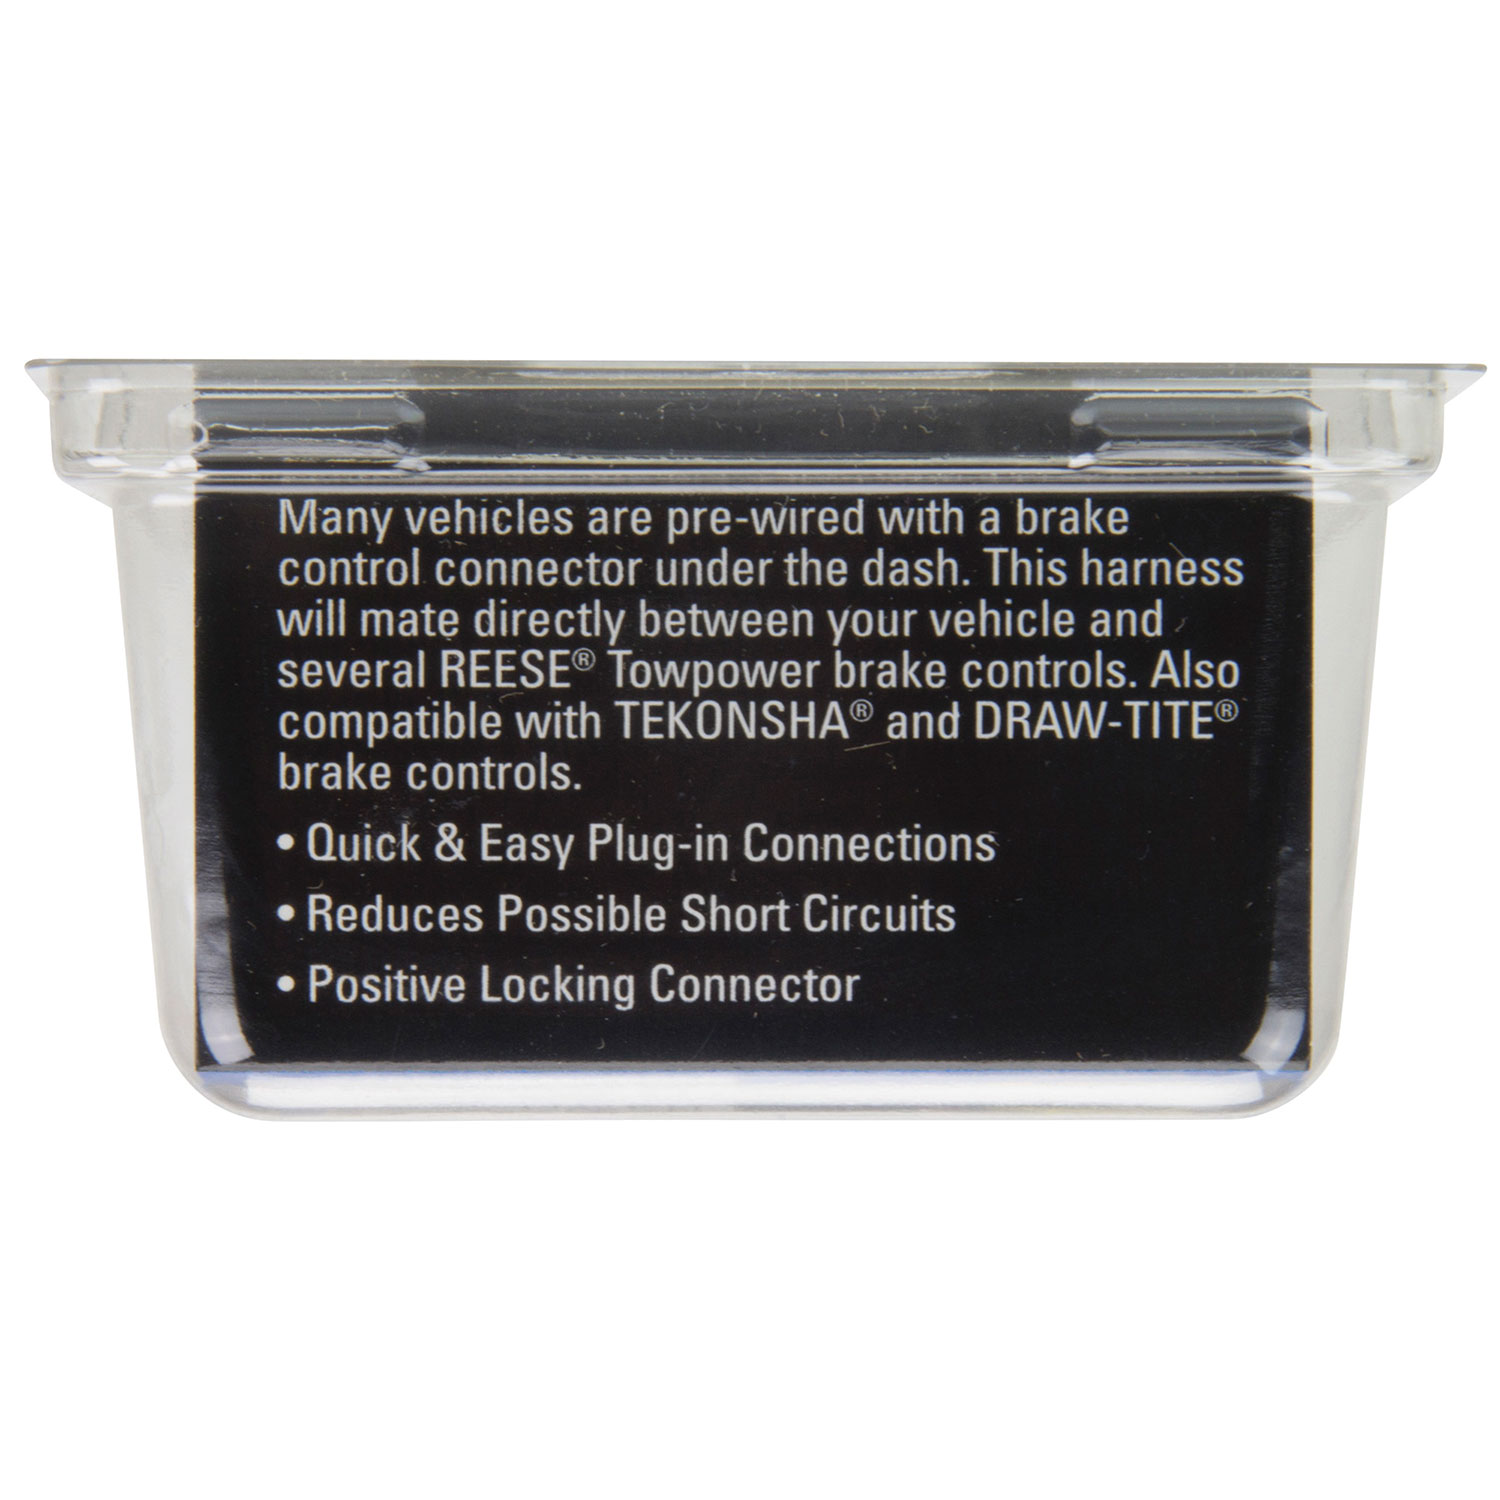 Many vehicles are pre-wired with a brake
control connector under the dash. This harness
will mate directly between your vehicle and
several REESE® Towpower brake controls. Also
compatible with TEKONSHA® and DRAW-TITE®
brake controls.
• Quick & Easy Plug-in Connections
• Reduces Possible Short Circuits
• Positive Locking Connector